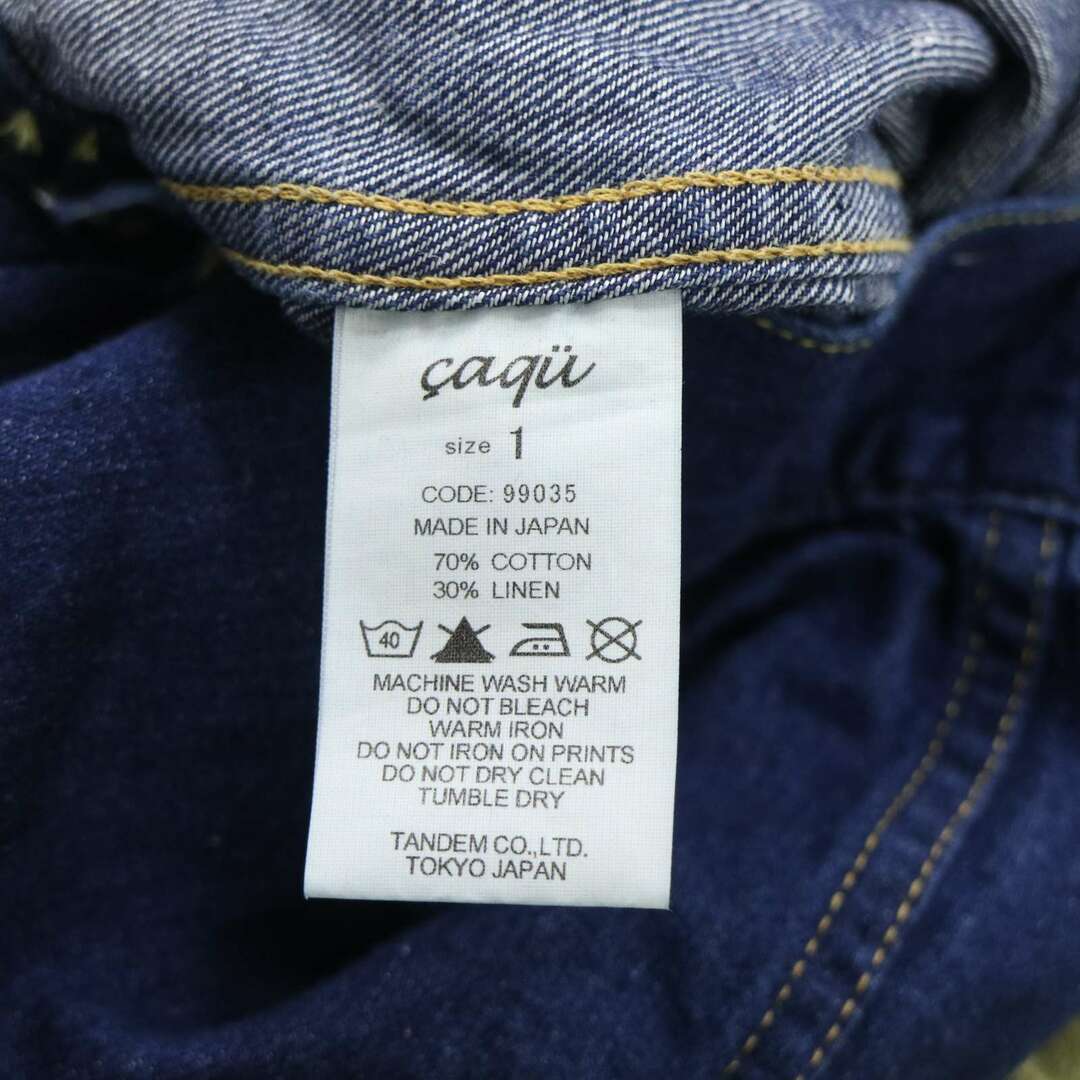 çaqü
size 1
CODE: 99035
MADE IN JAPAN
70% COTTON
30% LINEN
40
MACHINE WASH WARM
DO NOT BLEACH
WARM IRON
DO NOT IRON ON PRINTS
DO NOT DRY CLEAN
TUMBLE DRY
TANDEM CO.,LTD.
TOKYO JAPAN